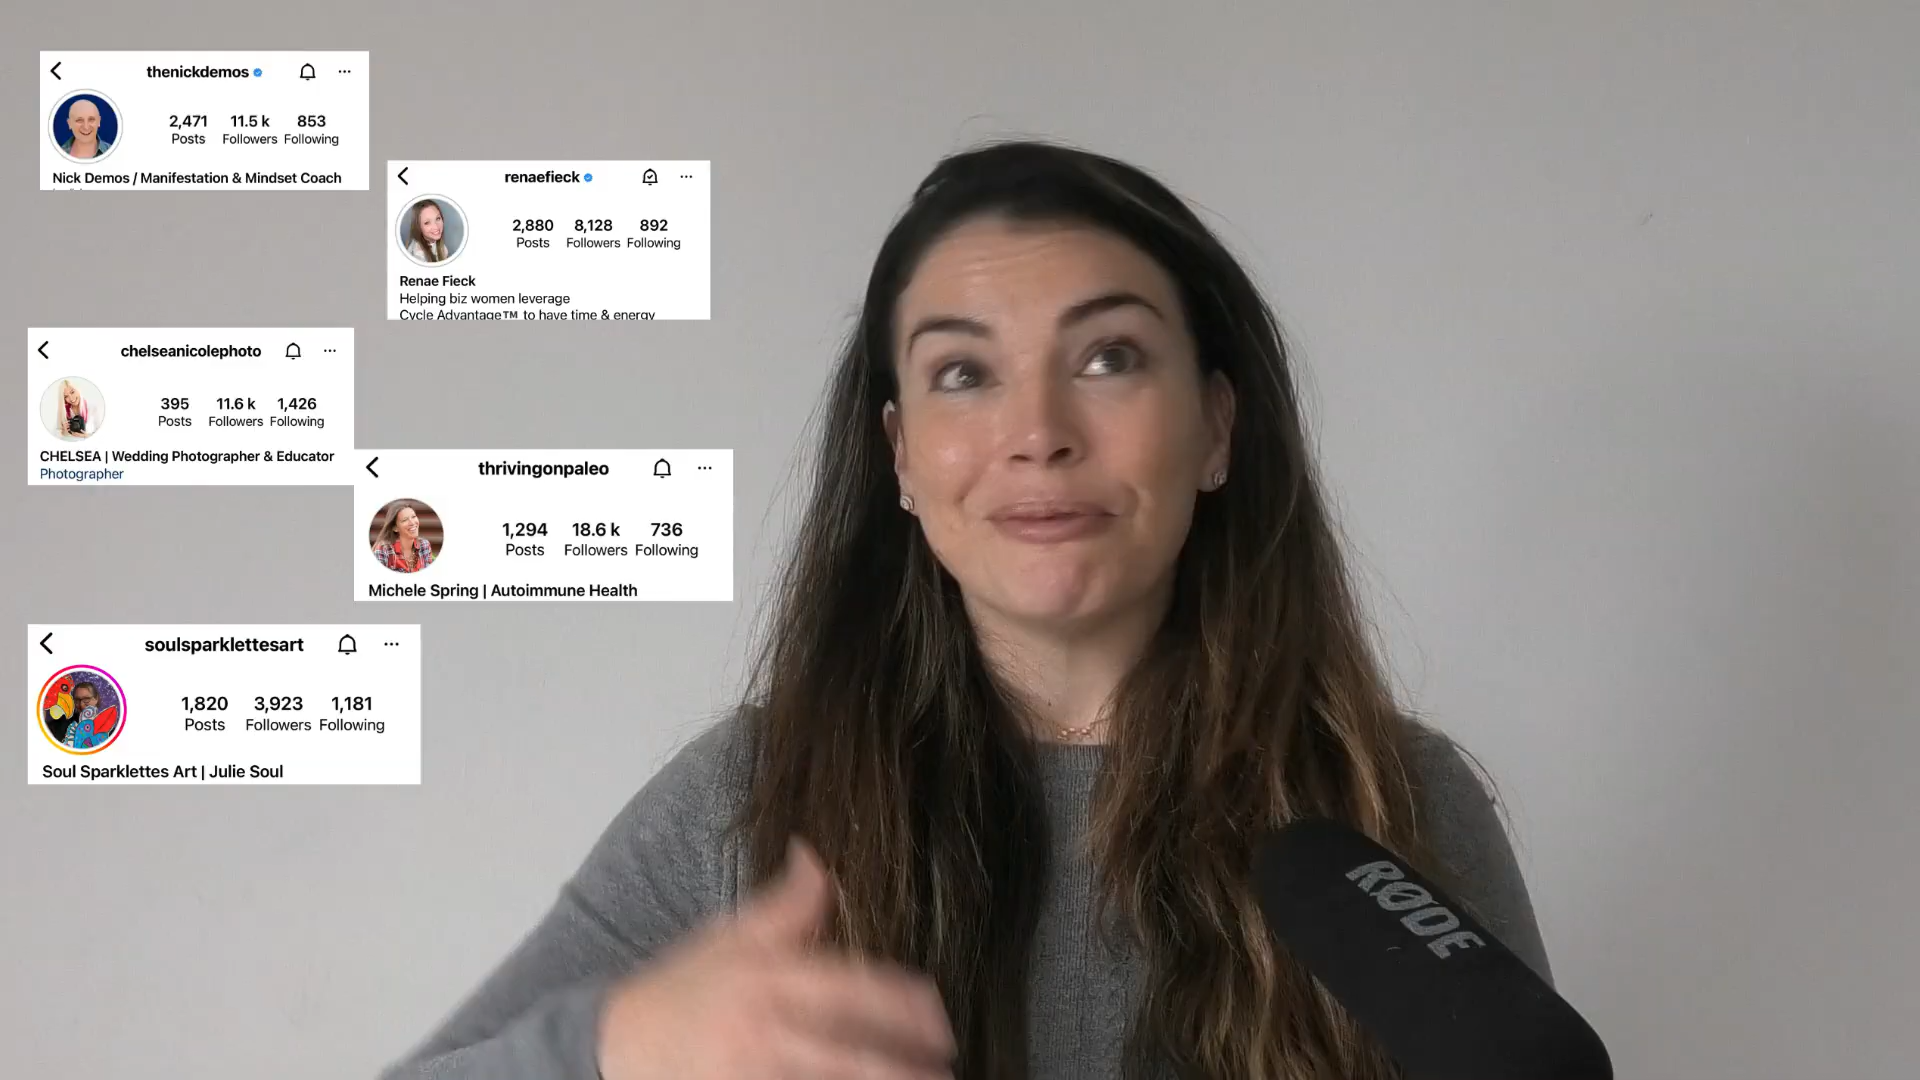 thenickdemos
2,471 11.5 k 853
Posts Followers Following
Nick Demos / Manifestation & Mindset Coach
renaefieck
2,880 8,128 892
Posts Followers Following
Renae Fieck
Helping biz women leverage
Cycle Advantage™ to have time & energy
chelseanicolephoto
395 11.6 k 1,426
Posts Followers Following
CHELSEA | Wedding Photographer & Educator
Photographer
thrivingonpaleo
1,294 18.6 k 736
Posts Followers Following
Michele Spring | Autoimmune Health
soulsparklettesart
1,820 3,923 1,181
Posts Followers Following
Soul Sparklettes Art | Julie Soul
RØDE